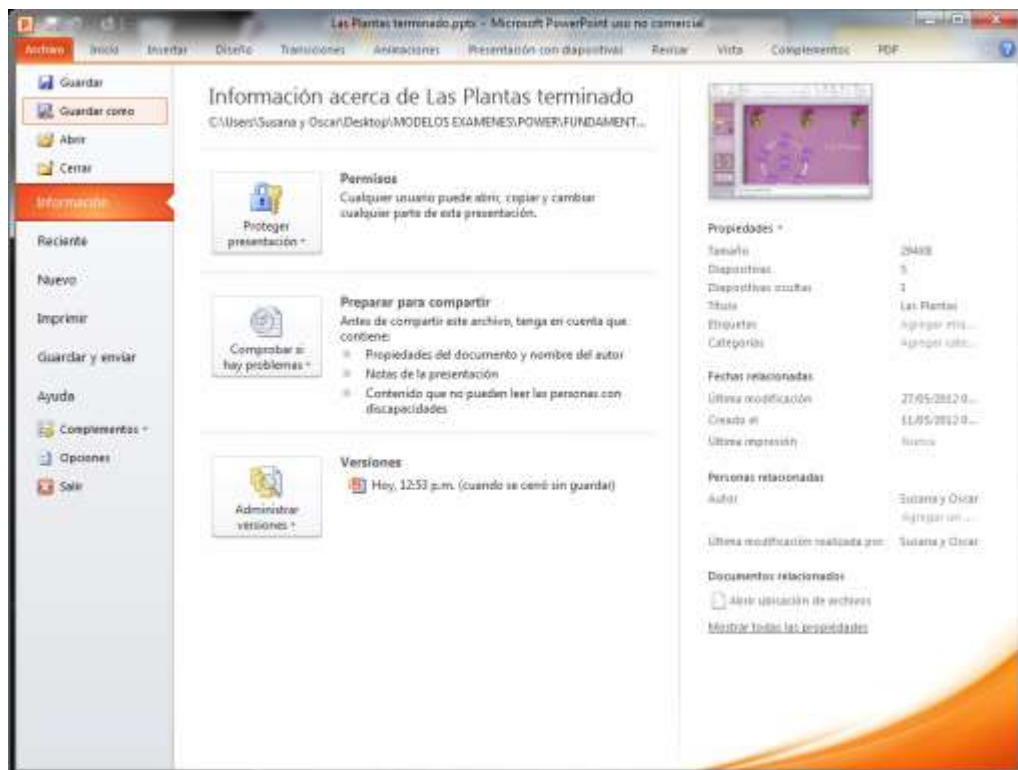 Las Plantas terminado.pptx - Microsoft PowerPoint uso no comercial
Archivo Inicio Insertar Diseño Transiciones Animaciones Presentación con diapositivas Revisar Vista Complementos PDF
Guardar
Guardar como
Abrir
Cerrar
Información
Reciente
Nuevo
Imprimir
Guardar y enviar
Ayuda
Complementos
Opciones
Salir
Información acerca de Las Plantas terminado
C:\Users\Susana y Oscar\Desktop\MODELOS EXAMENES\POWER\FUNDAMENT...
Proteger
presentación
Permisos
Cualquier usuario puede abrir, copiar y cambiar
cualquier parte de esta presentación.
Comprobar si
hay problemas
Preparar para compartir
Antes de compartir este archivo, tenga en cuenta que
contiene:
Propiedades del documento y nombre del autor
Notas de la presentación
Contenido que no pueden leer las personas con
discapacidades
Administrar
versiones
Versiones
Hoy, 12:53 p.m. (cuando se cerró sin guardar)
Propiedades
Tamaño 284KB
Diapositivas 5
Diapositivas ocultas 1
Título Las Plantas
Etiquetas Agregar etiq...
Categorías Agregar cate...
Fechas relacionadas
Última modificación 27/05/2012 0...
Creado el 11/05/2012 0...
Última impresión Nunca
Personas relacionadas
Autor Susana y Oscar
Agregar un ...
Última modificación realizada por: Susana y Oscar
Documentos relacionados
Abrir ubicación de archivos
Mostrar todas las propiedades